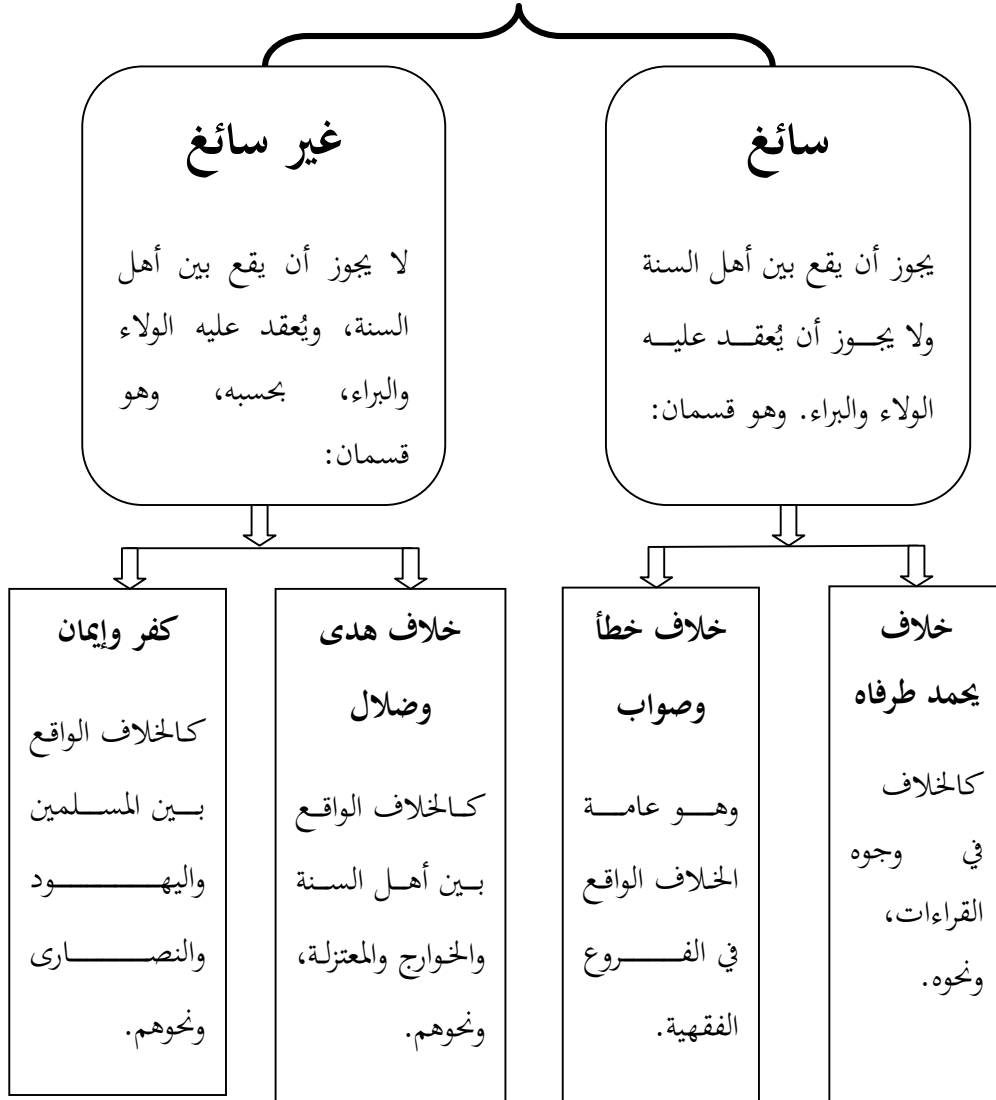 سائغ
يجوز أن يقع بين أهل السنة
ولا يجوز أن يُعقد عليه
الولاء والبراء. وهو قسمان:
غير سائغ
لا يجوز أن يقع بين أهل
السنة، ويُعقد عليه الولاء
والبراء، بحسبه، وهو
قسمان:
خلاف
يحمد طرفاه
كالخلاف
في وجوه
القراءات،
ونحوه.
خلاف خطأ
وصواب
وهو عامة
الخلاف الواقع
في الفروع
الفقهية.
خلاف هدى
وضلال
كالخلاف الواقع
بين أهل السنة
والخوارج والمعتزلة،
ونحوهم.
كفر وإيمان
كالخلاف الواقع
بين المسلمين
واليهود
والنصارى
ونحوهم.